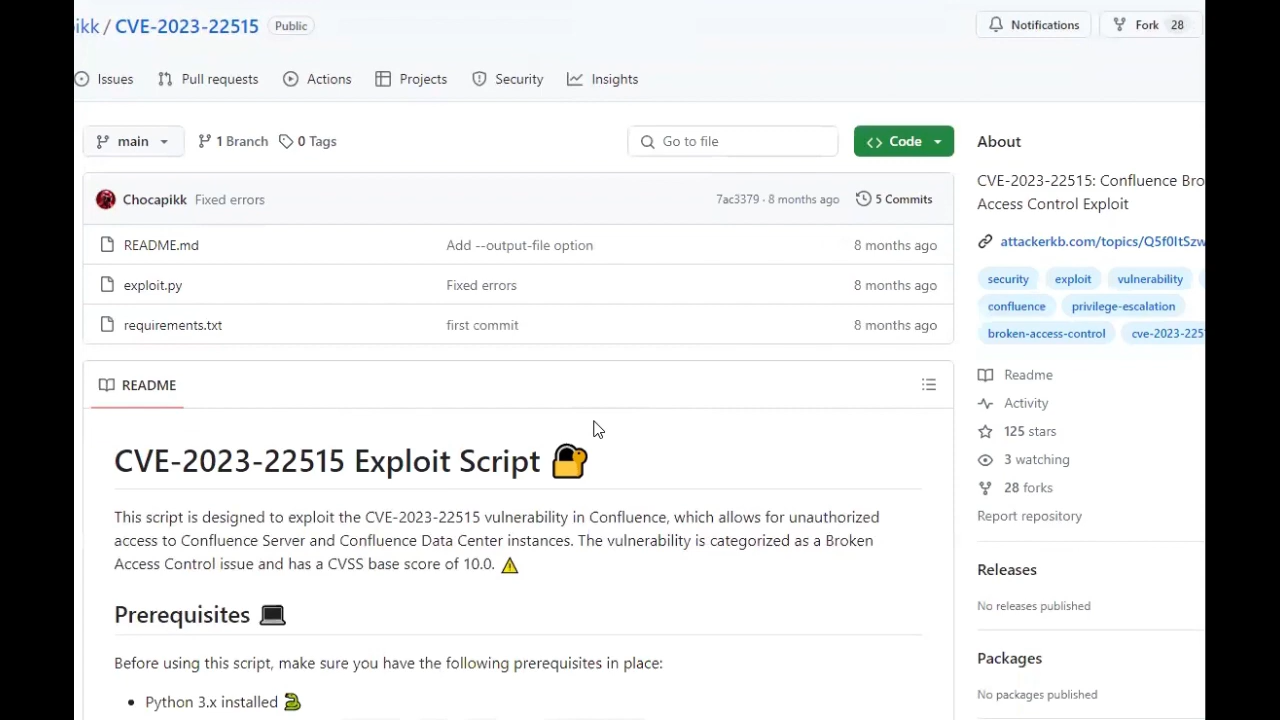 ikk / CVE-2023-22515 Public Notifications Fork 28
Issues Pull requests Actions Projects Security Insights
main 1 Branch 0 Tags Go to file Code
Chocapikk Fixed errors 7ac3379 · 8 months ago 5 Commits
README.md Add --output-file option 8 months ago
exploit.py Fixed errors 8 months ago
requirements.txt first commit 8 months ago
README
CVE-2023-22515 Exploit Script
This script is designed to exploit the CVE-2023-22515 vulnerability in Confluence, which allows for unauthorized
access to Confluence Server and Confluence Data Center instances. The vulnerability is categorized as a Broken
Access Control issue and has a CVSS base score of 10.0.
Prerequisites
Before using this script, make sure you have the following prerequisites in place:
• Python 3.x installed
About
CVE-2023-22515: Confluence Bro
Access Control Exploit
attackerkb.com/topics/Q5f0ItSzw
security exploit vulnerability
confluence privilege-escalation
broken-access-control cve-2023-225
Readme
Activity
125 stars
3 watching
28 forks
Report repository
Releases
No releases published
Packages
No packages published